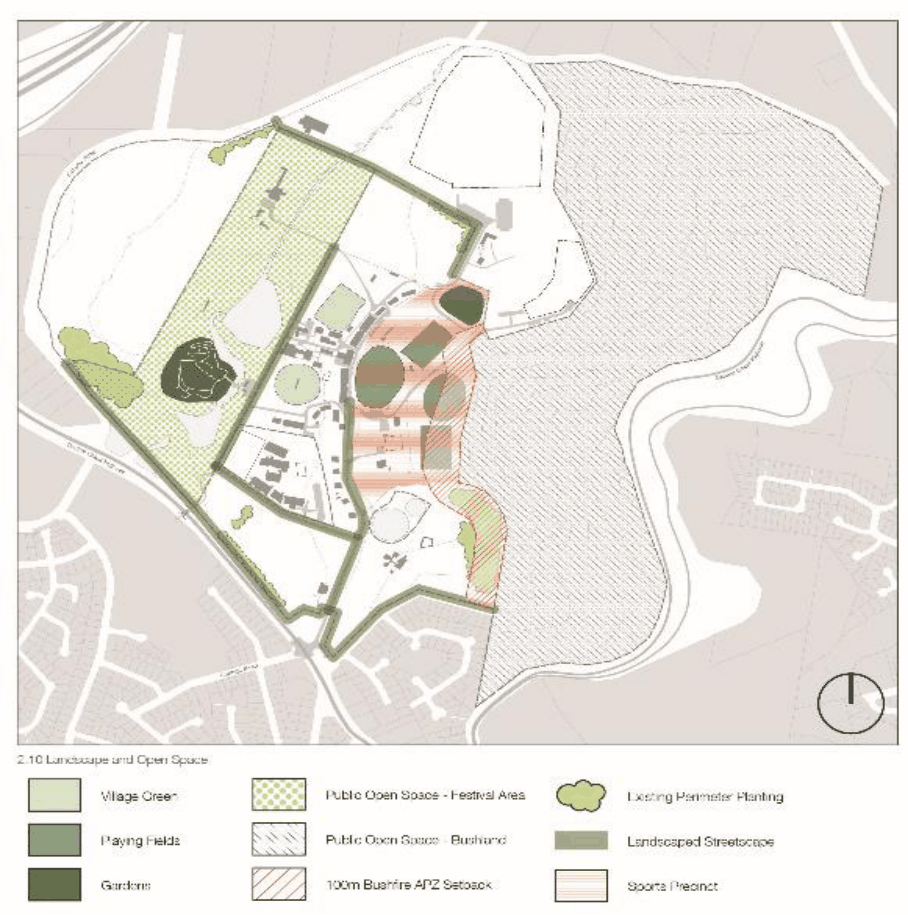 2.10 Landscape and Open Space
Village Green
Public Open Space - Festival Area
Existing Perimeter Planting
Playing Fields
Public Open Space - Bushland
Landscaped Streetscape
Gardens
100m Bushfire APZ Setback
Sports Precinct